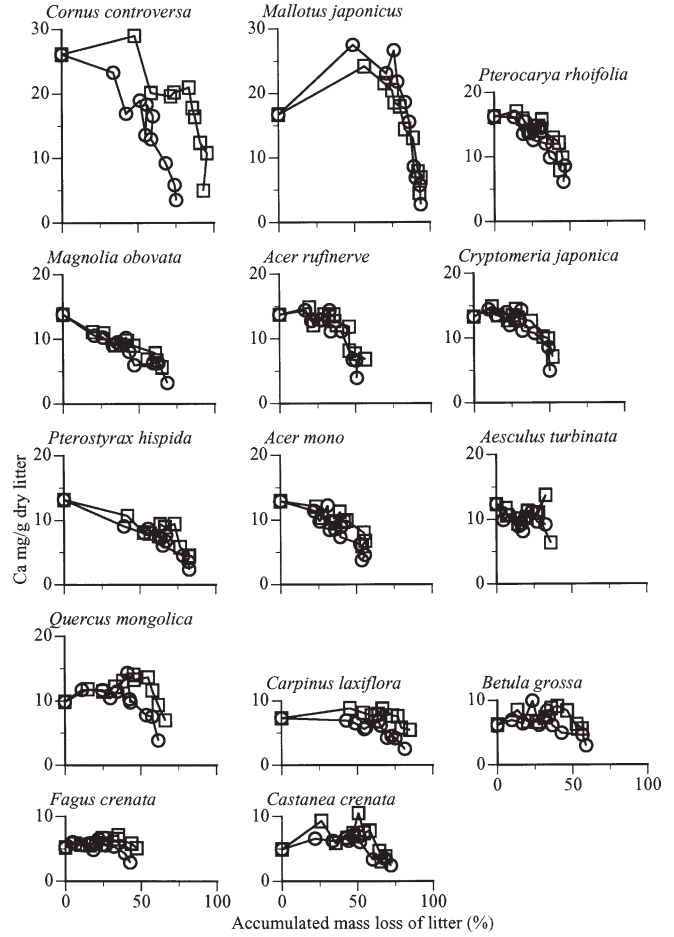 Cornus controversa
Mallotus japonicus
30
20
10
0
30
20
10
0
Pterocarya rhoifolia
20
10
0
Magnolia obovata
Acer rufinerve
Cryptomeria japonica
20
10
0
20
10
0
20
10
0
Pterostyrax hispida
Acer mono
Aesculus turbinata
20
10
0
20
10
0
20
10
0
Ca mg/g dry litter
Quercus mongolica
20
10
0
Carpinus laxiflora
Betula grossa
10
0
10
0
0 50 100
Fagus crenata
Castanea crenata
10
0
10
0
0 50 100
0 50 100
Accumulated mass loss of litter (%)